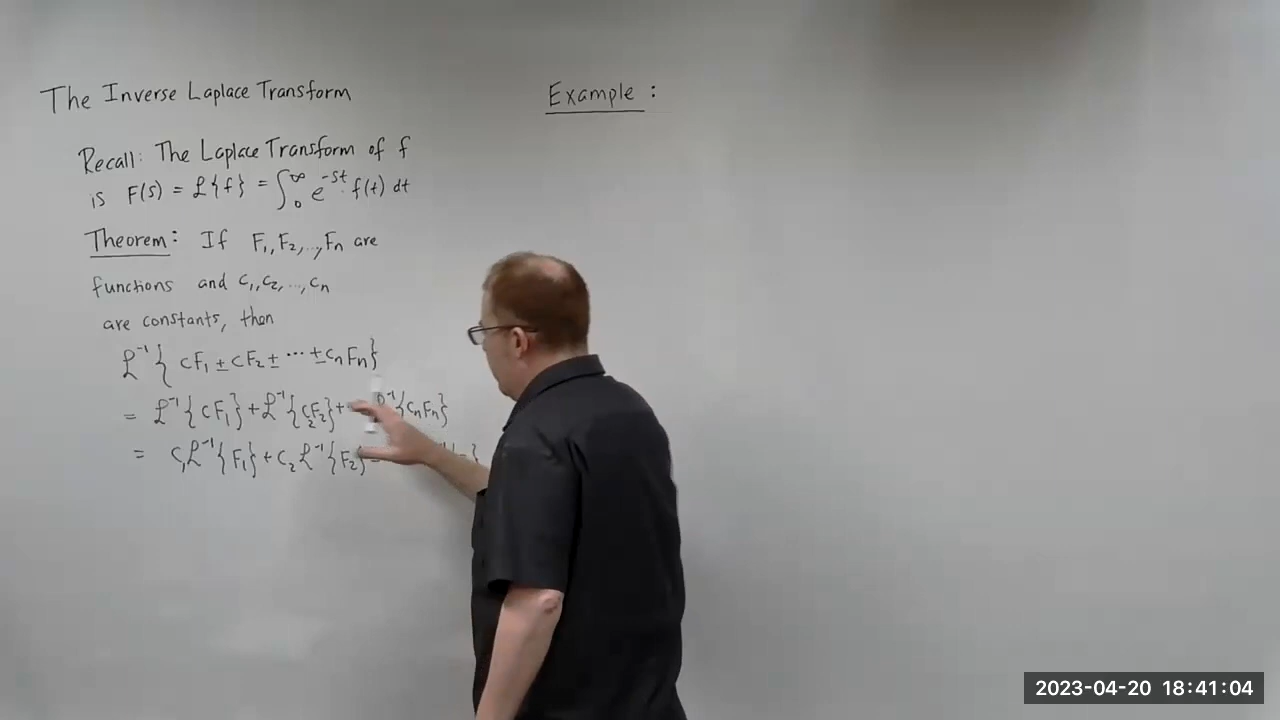 The Inverse Laplace Transform
Recall: The Laplace Transform of f
is F(s) = ℒ{f} = ∫₀^∞ e^{-st} · f(t) dt
Theorem: If F₁, F₂, ..., Fn are
functions and c₁, c₂, ..., cn
are constants, then
ℒ⁻¹{ cF₁ ± cF₂ ± ... ± cnFn}
= ℒ⁻¹{cF₁} + ℒ⁻¹{c₂F₂} + ℒ⁻¹{cnFn}
= c₁ℒ⁻¹{F₁} + c₂ℒ⁻¹{F₂}
Example:
2023-04-20 18:41:04